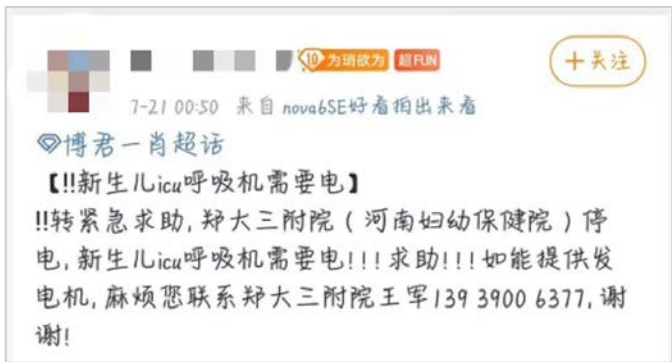 10 为玥欲为 超FUN
+关注
7-21 00:50 来自 nova6SE好看拍出来看
博君一肖超话
【!!新生儿icu呼吸机需要电】
!!转紧急求助,郑大三附院(河南妇幼保健院)停
电,新生儿icu呼吸机需要电!!!求助!!!如能提供发
电机,麻烦您联系郑大三附院王军139 3900 6377,谢
谢!